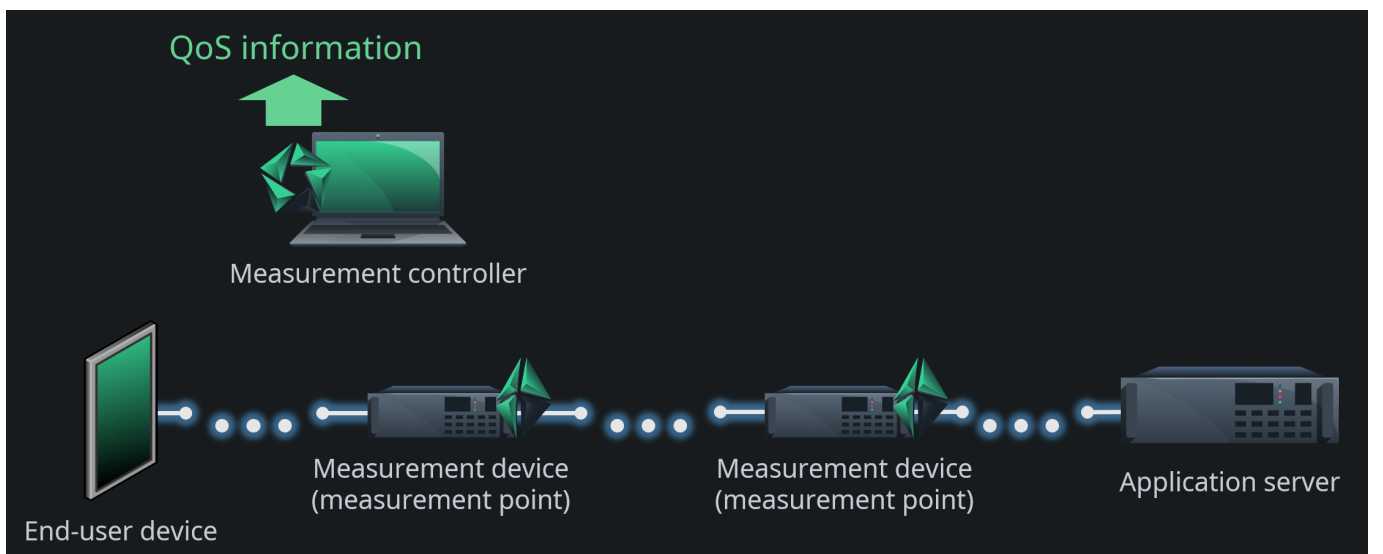 QoS information
Measurement controller
Measurement device
(measurement point)
Measurement device
(measurement point)
Application server
End-user device